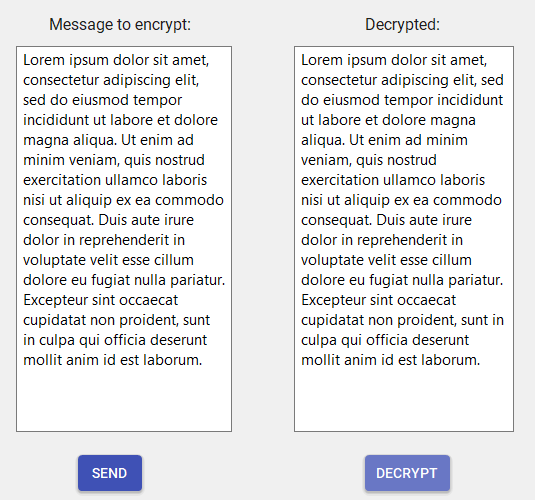 Message to encrypt:
Lorem ipsum dolor sit amet,
consectetur adipiscing elit,
sed do eiusmod tempor
incididunt ut labore et dolore
magna aliqua. Ut enim ad
minim veniam, quis nostrud
exercitation ullamco laboris
nisi ut aliquip ex ea commodo
consequat. Duis aute irure
dolor in reprehenderit in
voluptate velit esse cillum
dolore eu fugiat nulla pariatur.
Excepteur sint occaecat
cupidatat non proident, sunt
in culpa qui officia deserunt
mollit anim id est laborum.
SEND
Decrypted:
Lorem ipsum dolor sit amet,
consectetur adipiscing elit, sed
do eiusmod tempor incididunt
ut labore et dolore magna
aliqua. Ut enim ad minim
veniam, quis nostrud
exercitation ullamco laboris
nisi ut aliquip ex ea commodo
consequat. Duis aute irure
dolor in reprehenderit in
voluptate velit esse cillum
dolore eu fugiat nulla pariatur.
Excepteur sint occaecat
cupidatat non proident, sunt in
culpa qui officia deserunt
mollit anim id est laborum.
DECRYPT